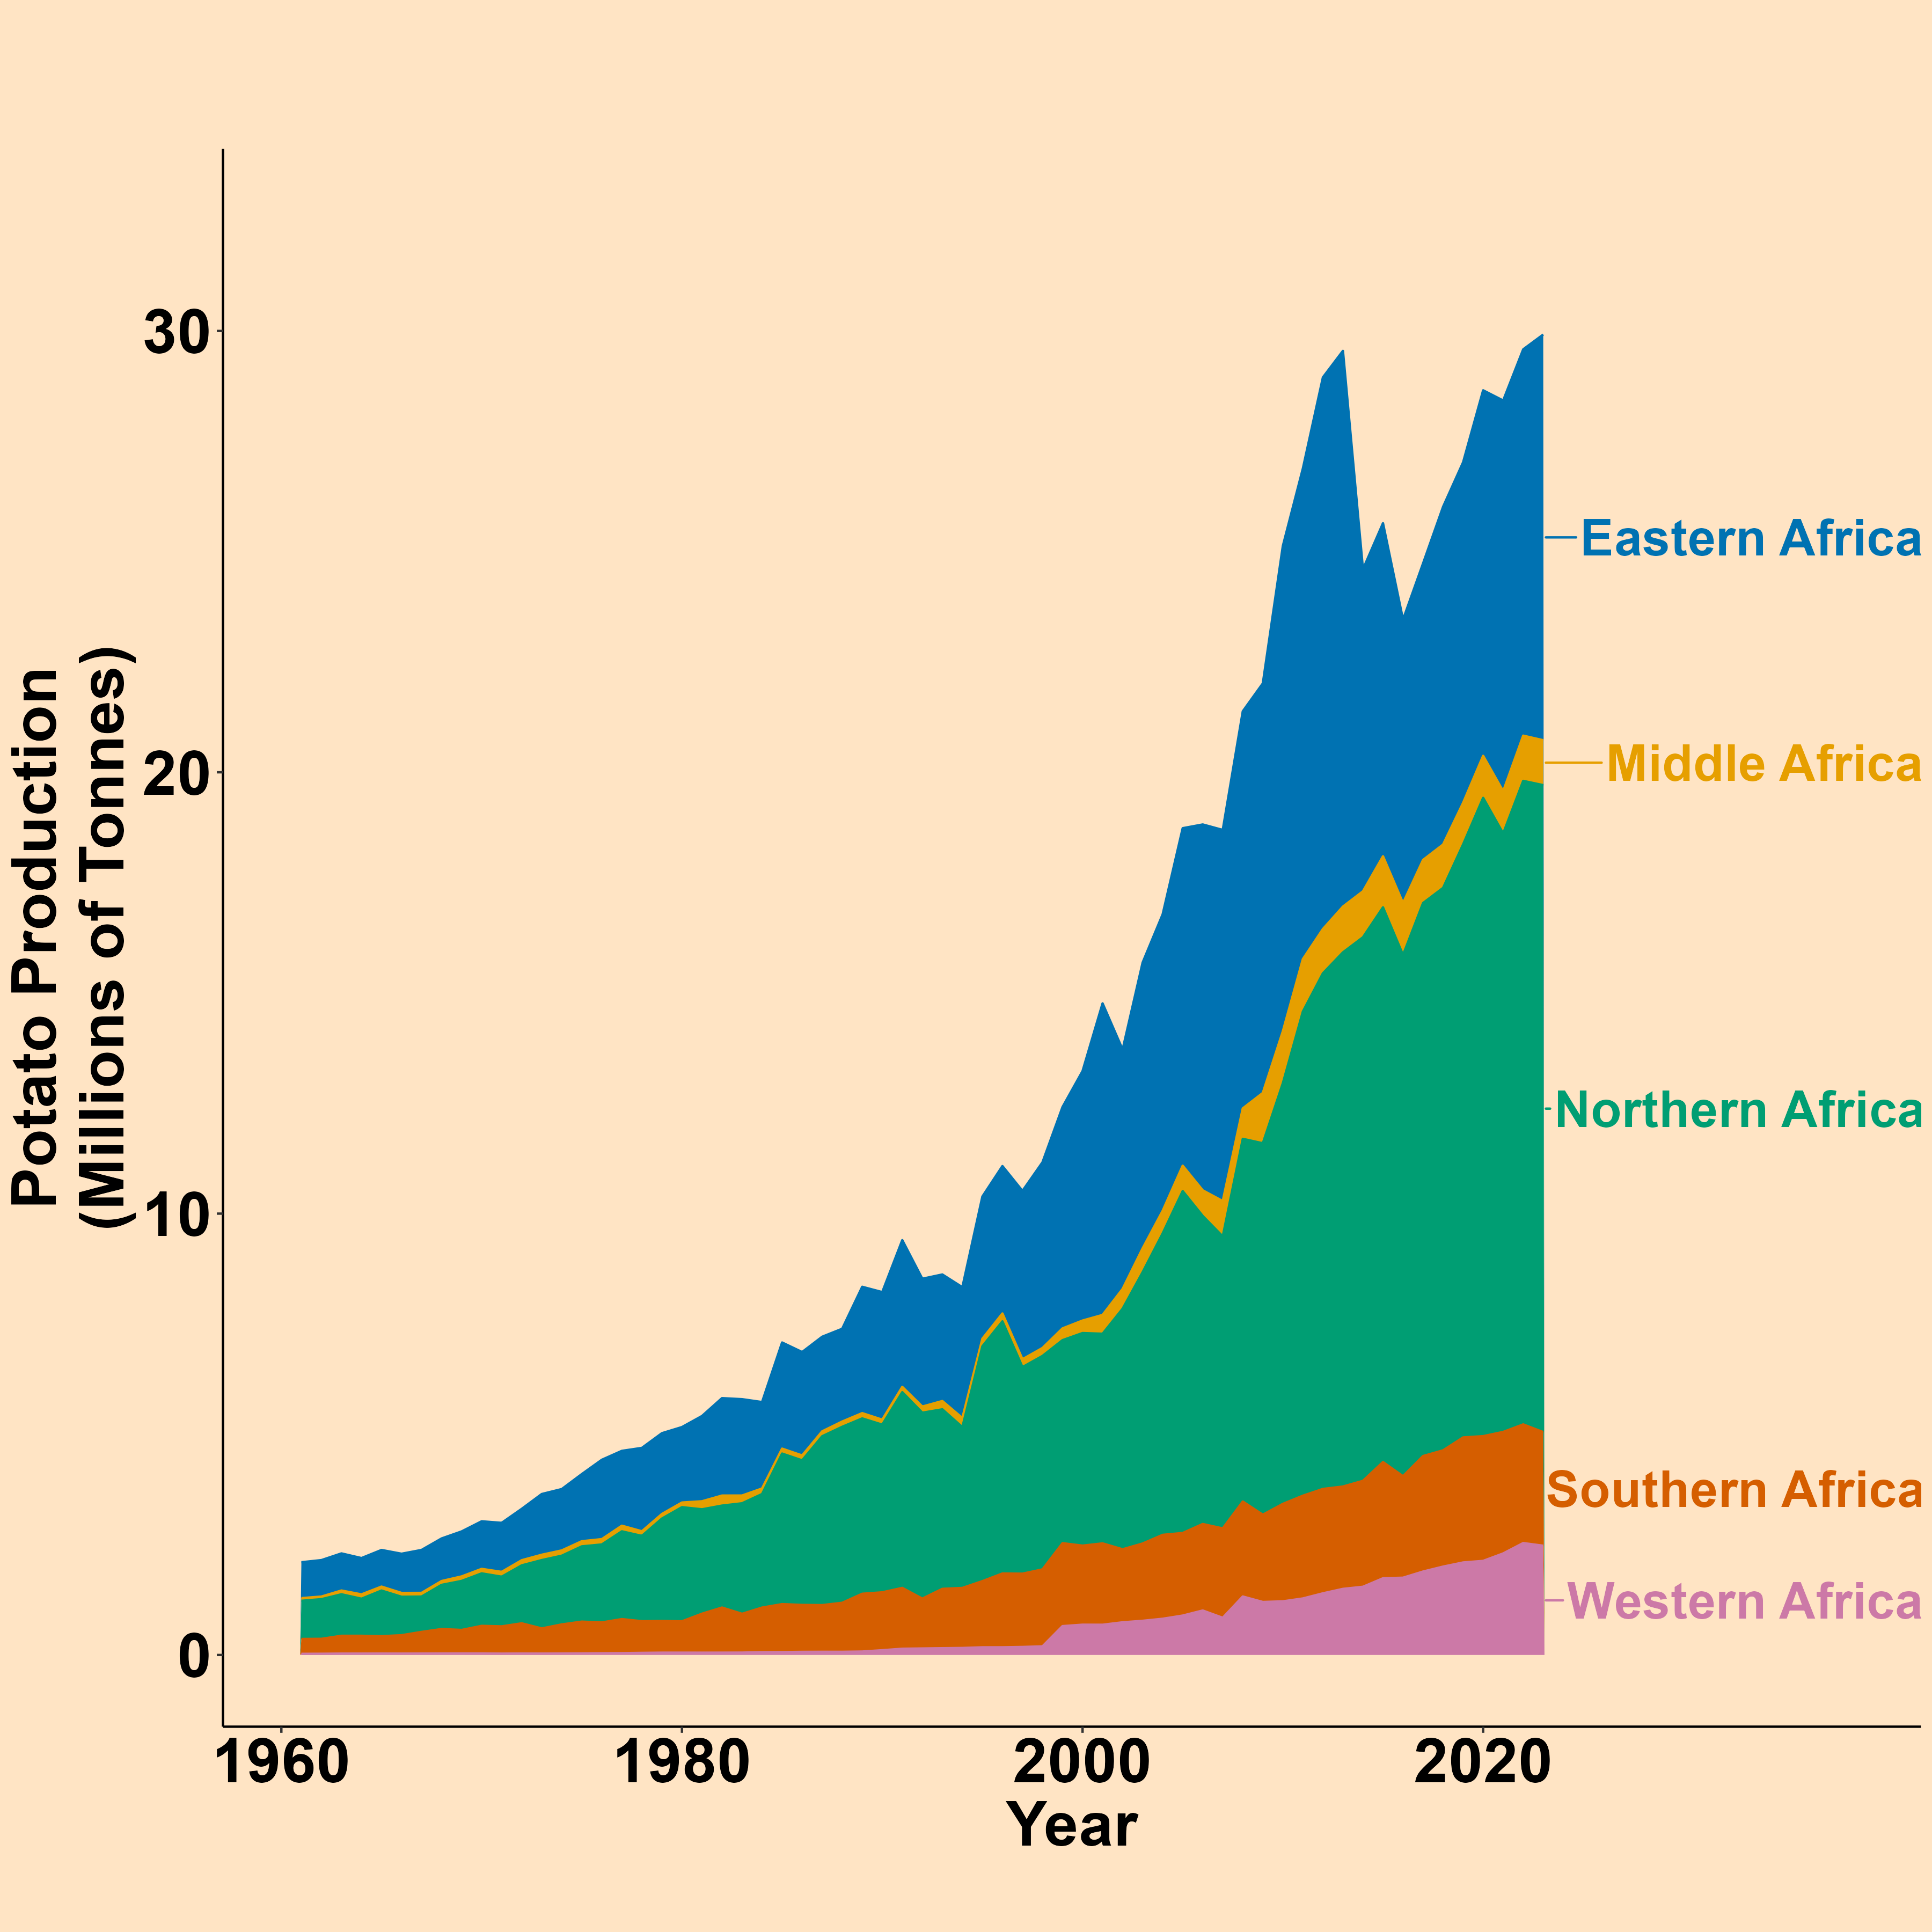 Potato Production
(Millions of Tonnes)
30
20
10
0
Eastern Africa
Middle Africa
Northern Africa
Southern Africa
Western Africa
1960
1980
2000
2020
Year